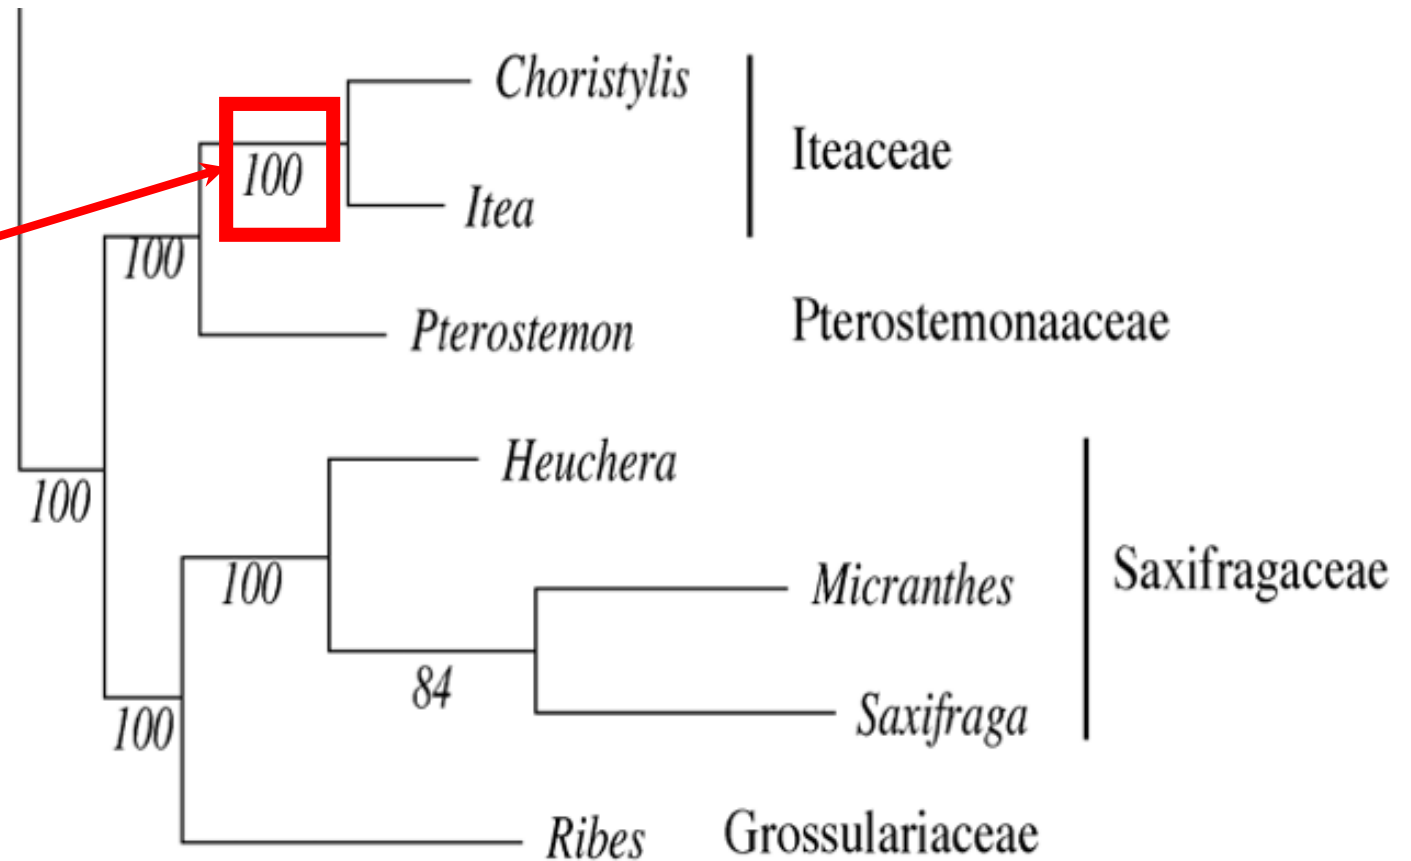 Choristylis
Iteaceae
100
Itea
100
Pterostemon
Pterostemonaaceae
Heuchera
100
100
Micranthes
Saxifragaceae
84
Saxifraga
100
Ribes
Grossulariaceae